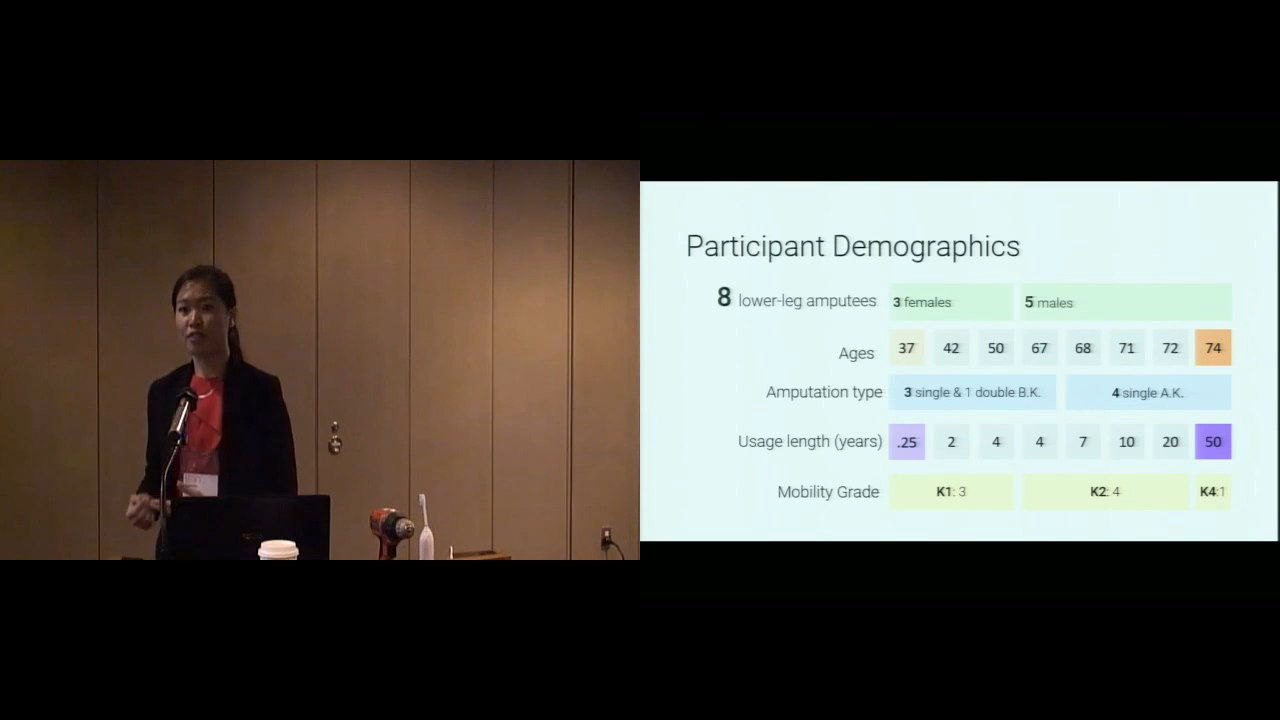 Participant Demographics
8 lower-leg amputees 3 females 5 males
Ages 37 42 50 67 68 71 72 74
Amputation type 3 single & 1 double B.K. 4 single A.K.
Usage length (years) .25 2 4 4 7 10 20 50
Mobility Grade K1: 3 K2: 4 K4:1